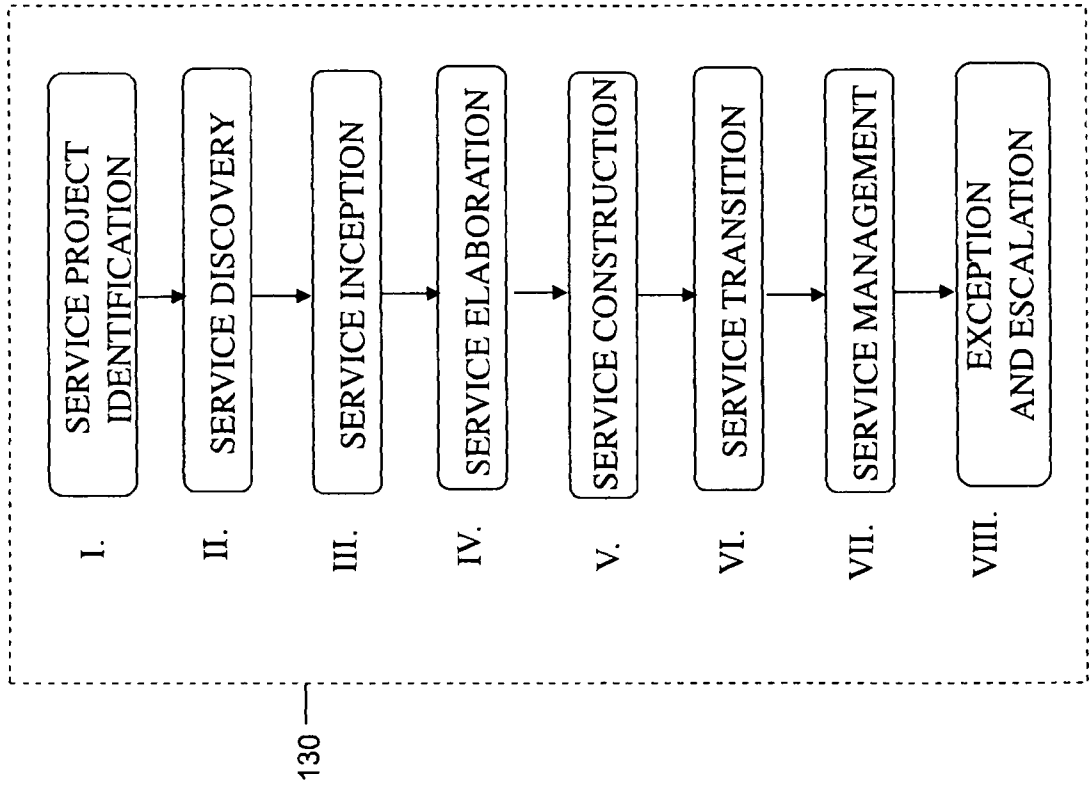 130
I.
SERVICE PROJECT
IDENTIFICATION
II.
SERVICE DISCOVERY
III.
SERVICE INCEPTION
IV.
SERVICE ELABORATION
V.
SERVICE CONSTRUCTION
VI.
SERVICE TRANSITION
VII.
SERVICE MANAGEMENT
VIII.
EXCEPTION
AND ESCALATION